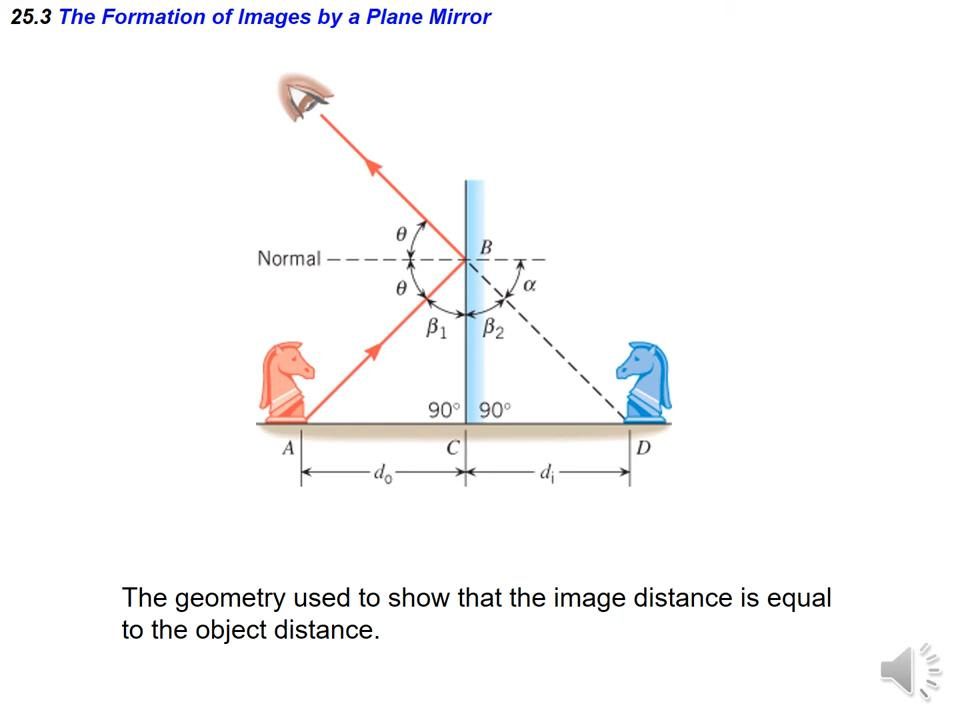 25.3 The Formation of Images by a Plane Mirror
θ
B
Normal
θ
α
β₁
β₂
90° 90°
A
C
D
dₒ
dᵢ
The geometry used to show that the image distance is equal
to the object distance.